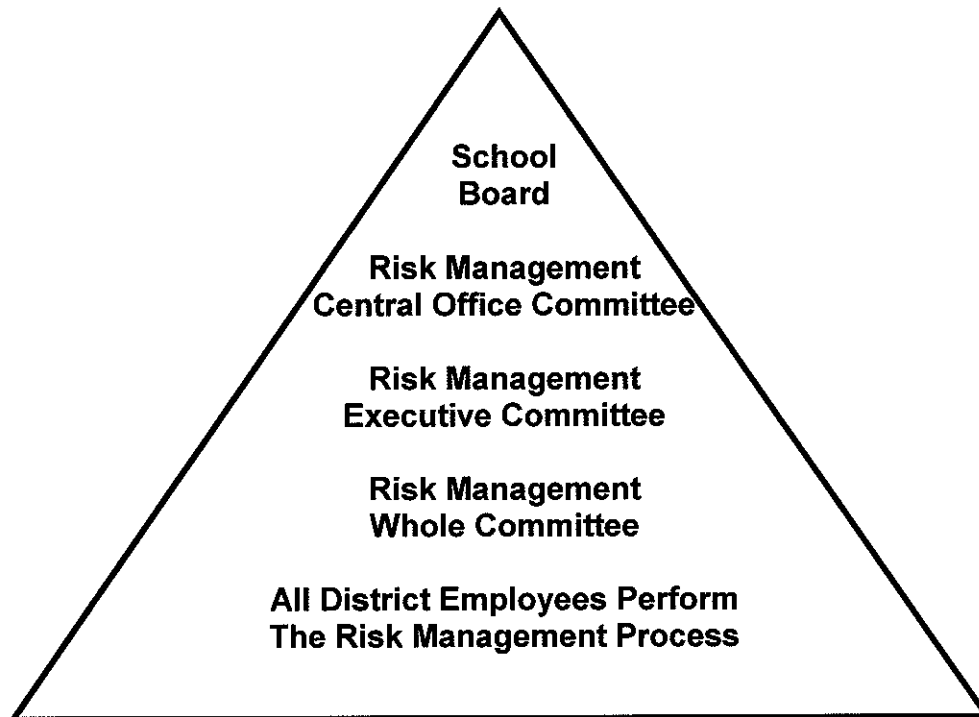 School
Board
Risk Management
Central Office Committee
Risk Management
Executive Committee
Risk Management
Whole Committee
All District Employees Perform
The Risk Management Process